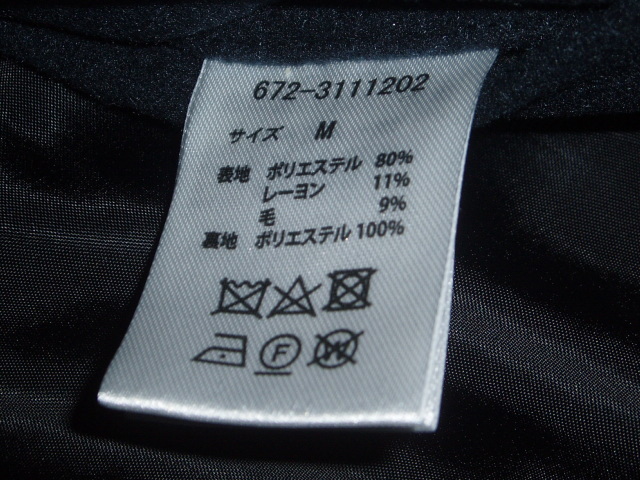 672-3111202
サイズ M
表地 ポリエステル 80%
レーヨン 11%
毛 9%
裏地 ポリエステル 100%
F W